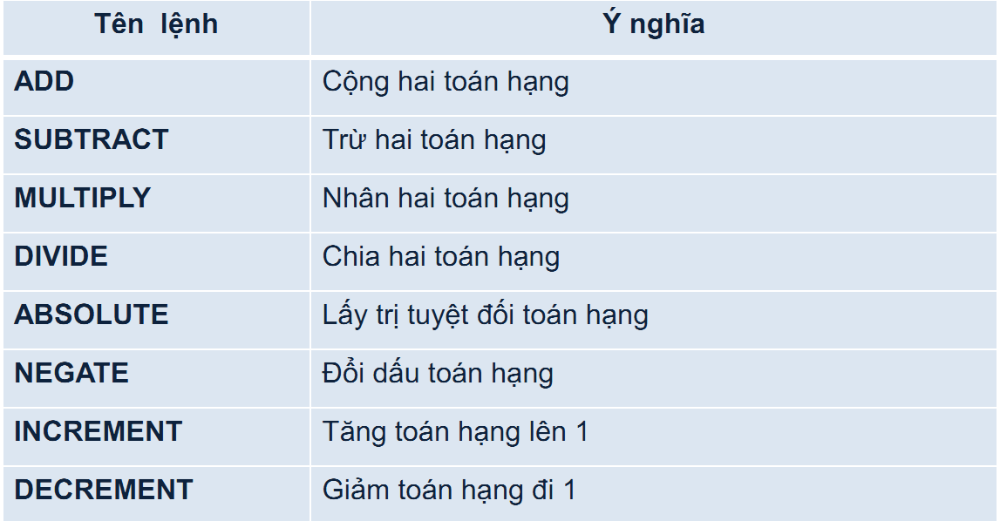 Tên lệnh Ý nghĩa
ADD Cộng hai toán hạng
SUBTRACT Trừ hai toán hạng
MULTIPLY Nhân hai toán hạng
DIVIDE Chia hai toán hạng
ABSOLUTE Lấy trị tuyệt đối toán hạng
NEGATE Đổi dấu toán hạng
INCREMENT Tăng toán hạng lên 1
DECREMENT Giảm toán hạng đi 1